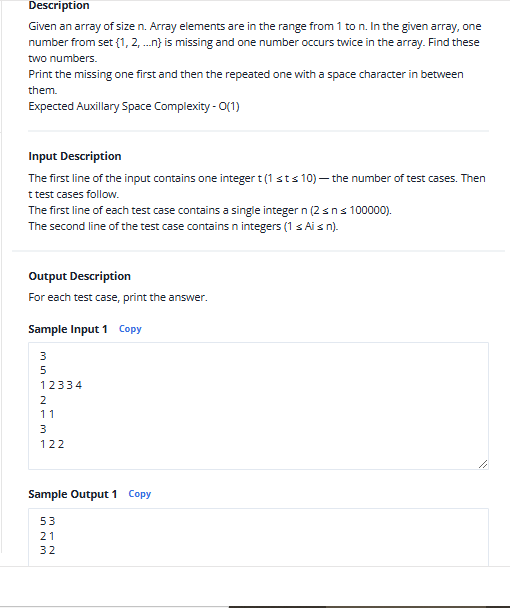 Description
Given an array of size n. Array elements are in the range from 1 to n. In the given array, one
number from set {1, 2, ...n} is missing and one number occurs twice in the array. Find these
two numbers.
Print the missing one first and then the repeated one with a space character in between
them.
Expected Auxillary Space Complexity - O(1)
Input Description
The first line of the input contains one integer t (1 ≤ t ≤ 10) — the number of test cases. Then
t test cases follow.
The first line of each test case contains a single integer n (2 ≤ n ≤ 100000).
The second line of the test case contains n integers (1 ≤ Ai ≤ n).
Output Description
For each test case, print the answer.
Sample Input 1 Copy
3
5
1 2 3 3 4
2
1 1
3
1 2 2
Sample Output 1 Copy
5 3
2 1
3 2